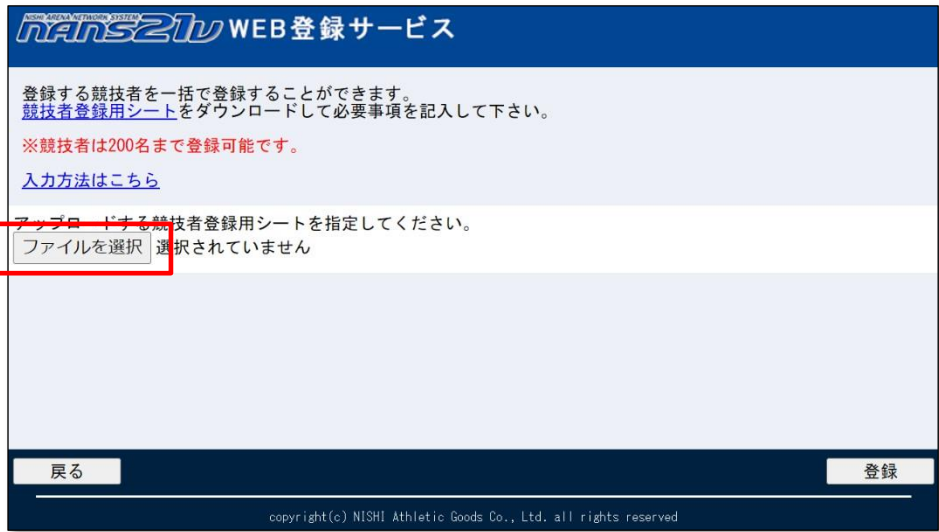 NISHI ARENA NETWORK SYSTEM
nans21V WEB登録サービス
登録する競技者を一括で登録することができます。
競技者登録用シートをダウンロードして必要事項を記入して下さい。
※競技者は200名まで登録可能です。
入力方法はこちら
アップロードする競技者登録用シートを指定してください。
ファイルを選択 選択されていません
戻る 登録
copyright(c) NISHI Athletic Goods Co., Ltd. all rights reserved